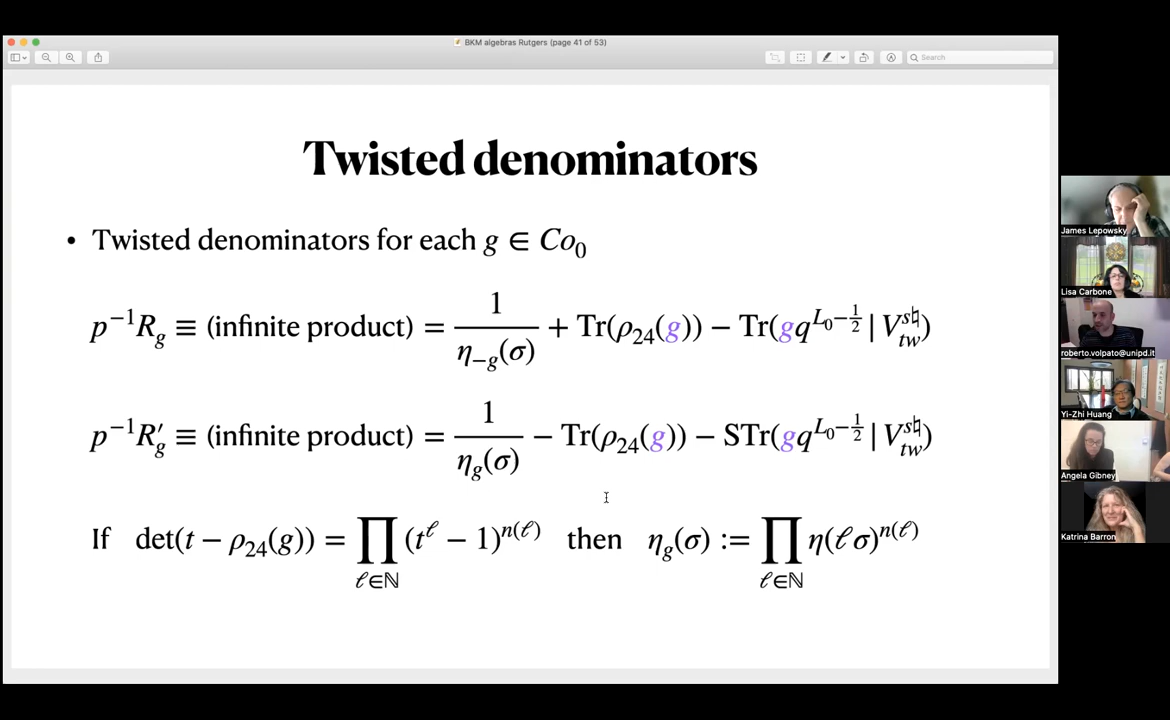 BKM algebras Rutgers (page 41 of 53)
Search
Twisted denominators
• Twisted denominators for each g ∈ Co₀
p⁻¹R_g ≡ (infinite product) = 1/η_{-g}(σ) + Tr(ρ₂₄(g)) − Tr(gq^{L₀−1/2} | V^{s♮}_{tw})
p⁻¹R′_g ≡ (infinite product) = 1/η_g(σ) − Tr(ρ₂₄(g)) − STr(gq^{L₀−1/2} | V^{s♮}_{tw})
If det(t − ρ₂₄(g)) = ∏_{ℓ∈ℕ} (t^ℓ − 1)^{n(ℓ)} then η_g(σ) := ∏_{ℓ∈ℕ} η(ℓσ)^{n(ℓ)}
James Lepowsky
Lisa Carbone
roberto.volpato@unipd.it
Yi-Zhi Huang
Angela Gibney
Katrina Barron